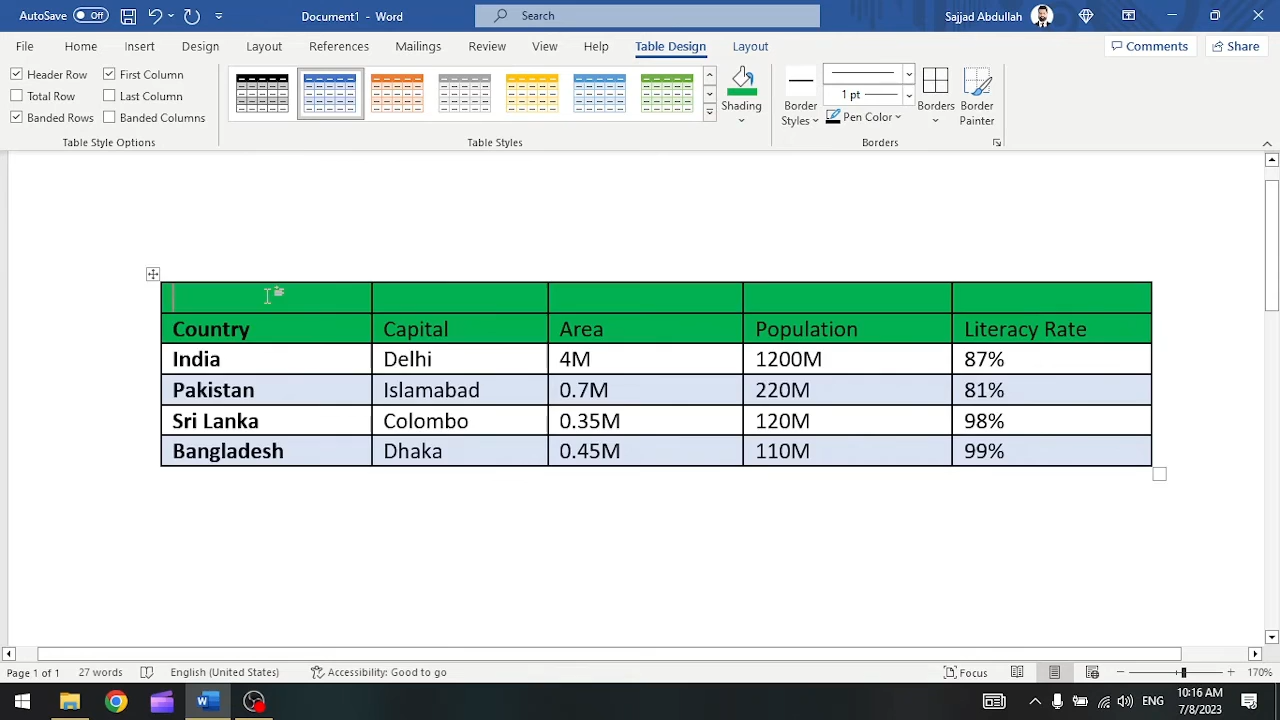 AutoSave Off Document1 - Word Search Sajjad Abdullah
File Home Insert Design Layout References Mailings Review View Help Table Design Layout Comments Share
Header Row First Column
Total Row Last Column
Banded Rows Banded Columns
Table Style Options
Table Styles
Shading
Border Styles
1 pt
Pen Color
Borders
Border Painter
Borders
Country Capital Area Population Literacy Rate
India Delhi 4M 1200M 87%
Pakistan Islamabad 0.7M 220M 81%
Sri Lanka Colombo 0.35M 120M 98%
Bangladesh Dhaka 0.45M 110M 99%
Page 1 of 1 27 words English (United States) Accessibility: Good to go Focus 170%
ENG 10:16 AM
7/8/2023